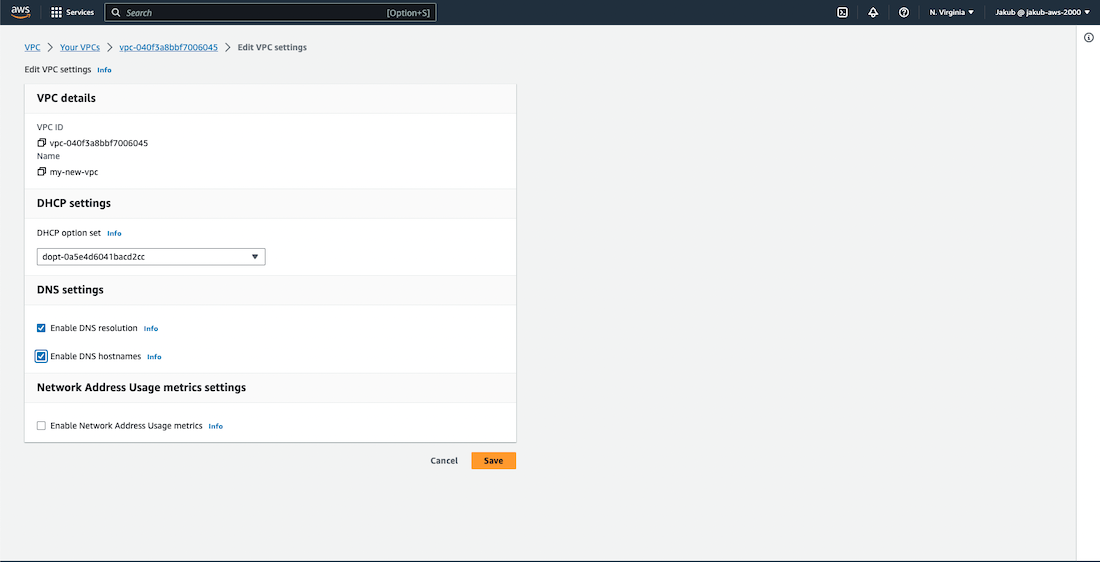 aws Services Search [Option+S] N. Virginia Jakub @ jakub-aws-2000
VPC Your VPCs vpc-040f3a8bbf7006045 Edit VPC settings
Edit VPC settings Info
VPC details
VPC ID
vpc-040f3a8bbf7006045
Name
my-new-vpc
DHCP settings
DHCP option set Info
dopt-0a5e4d6041bacd2cc
DNS settings
Enable DNS resolution Info
Enable DNS hostnames Info
Network Address Usage metrics settings
Enable Network Address Usage metrics Info
Cancel Save